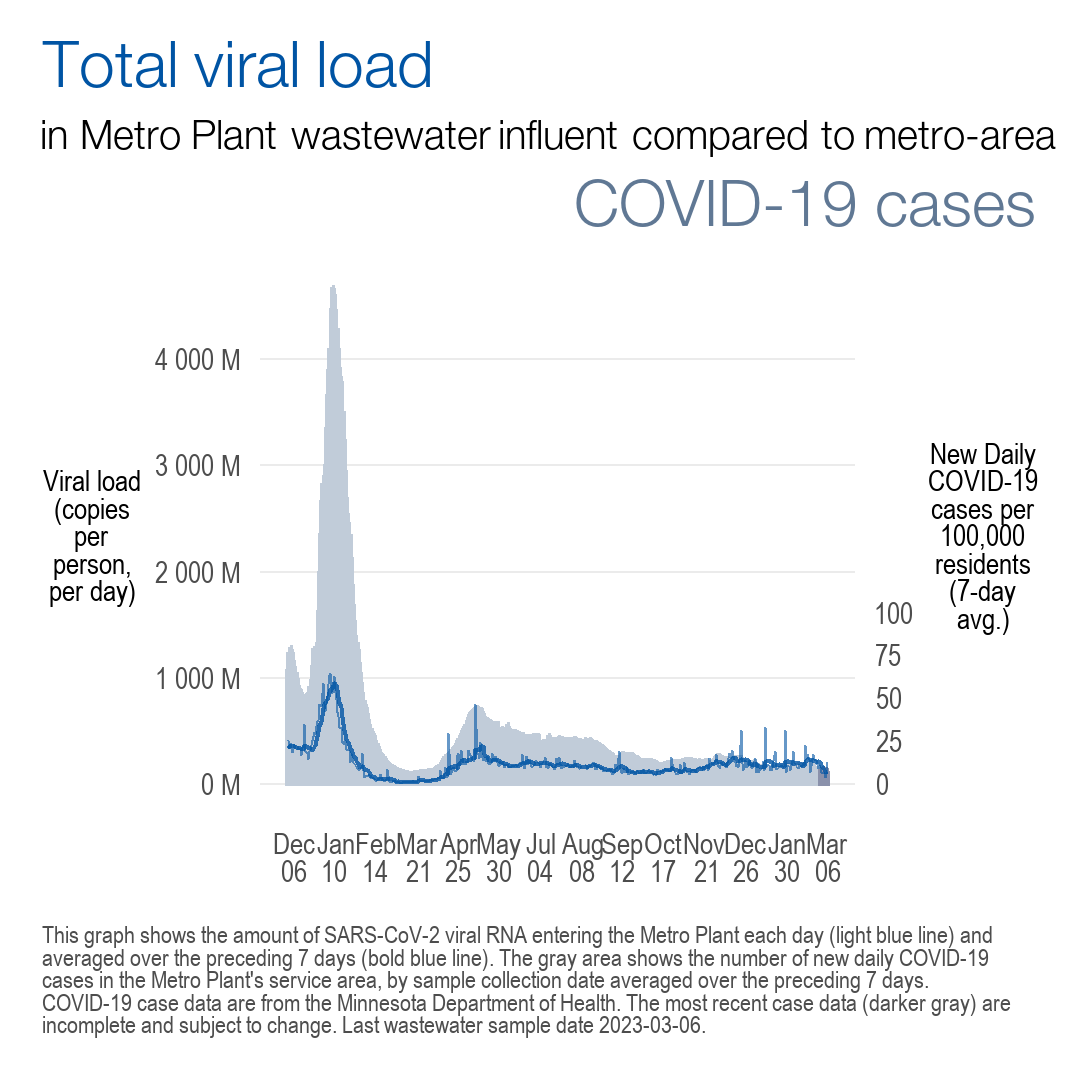 Total viral load
in Metro Plant wastewater influent compared to metro-area
COVID-19 cases
4 000 M
3 000 M
2 000 M
1 000 M
0 M
Viral load
(copies
per
person,
per day)
New Daily
COVID-19
cases per
100,000
residents
(7-day
avg.)
100
75
50
25
0
Dec Jan Feb Mar Apr May Jul Aug Sep Oct Nov Dec Jan Mar
06 10 14 21 25 30 04 08 12 17 21 26 30 06
This graph shows the amount of SARS-CoV-2 viral RNA entering the Metro Plant each day (light blue line) and
averaged over the preceding 7 days (bold blue line). The gray area shows the number of new daily COVID-19
cases in the Metro Plant's service area, by sample collection date averaged over the preceding 7 days.
COVID-19 case data are from the Minnesota Department of Health. The most recent case data (darker gray) are
incomplete and subject to change. Last wastewater sample date 2023-03-06.